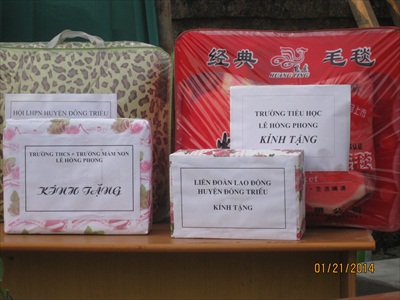 经典 毛毯
HUANG JING
HỘI LHPN HUYỆN ĐÔNG TRIỀU
TRƯỜNG THCS + TRƯỜNG MẦM NON
LÊ HỒNG PHONG
KÍNH TẶNG
TRƯỜNG TIỂU HỌC
LÊ HỒNG PHONG
KÍNH TẶNG
LIÊN ĐOÀN LAO ĐỘNG
HUYỆN ĐÔNG TRIỀU
KÍNH TẶNG
01/21/2014